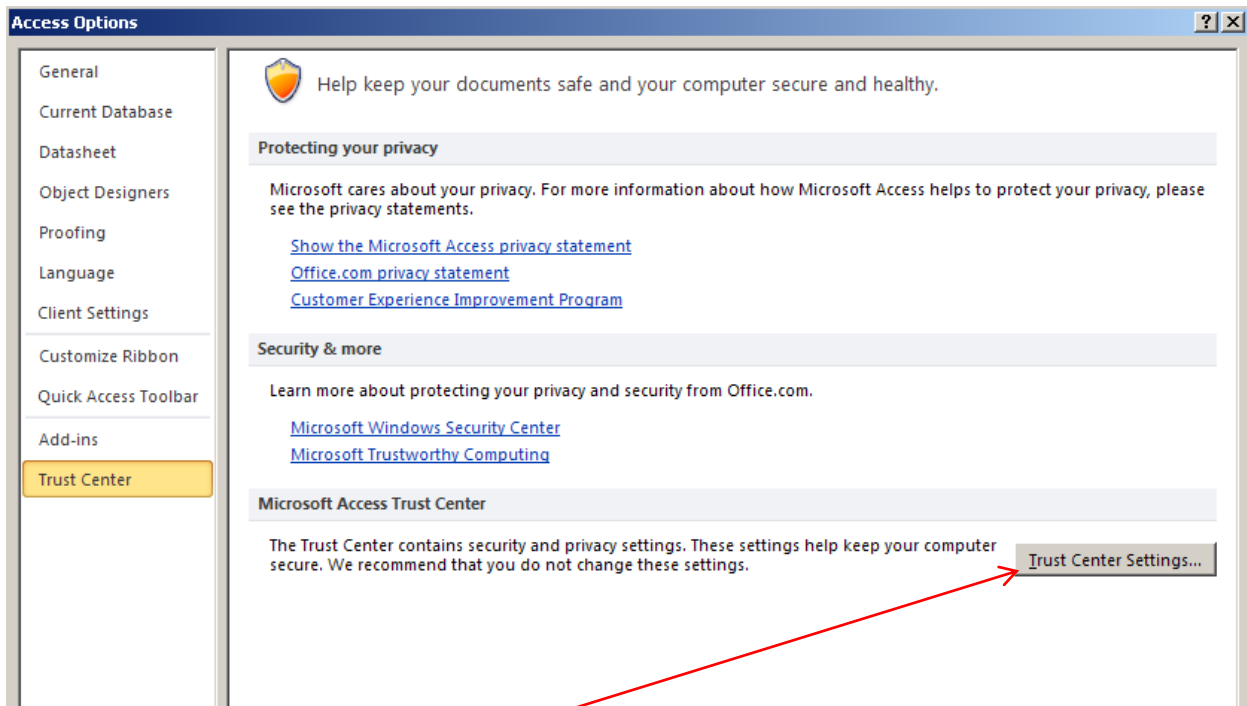 Access Options
? X
General
Current Database
Datasheet
Object Designers
Proofing
Language
Client Settings
Customize Ribbon
Quick Access Toolbar
Add-ins
Trust Center
Help keep your documents safe and your computer secure and healthy.
Protecting your privacy
Microsoft cares about your privacy. For more information about how Microsoft Access helps to protect your privacy, please
see the privacy statements.
Show the Microsoft Access privacy statement
Office.com privacy statement
Customer Experience Improvement Program
Security & more
Learn more about protecting your privacy and security from Office.com.
Microsoft Windows Security Center
Microsoft Trustworthy Computing
Microsoft Access Trust Center
The Trust Center contains security and privacy settings. These settings help keep your computer
secure. We recommend that you do not change these settings.
Trust Center Settings...